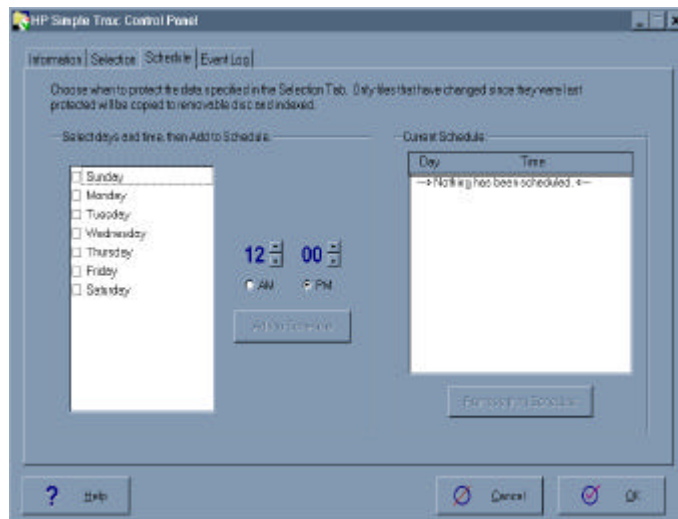 HP Simple Trax: Control Panel
Information Selection Schedule Event Log
Choose when to protect the data specified in the Selection Tab. Only files that have changed since they were last
protected will be copied to removable disc and indexed.
Select days and time, then Add to Schedule.
Sunday
Monday
Tuesday
Wednesday
Thursday
Friday
Saturday
12 00
AM PM
Add to Schedule
Current Schedule:
Day Time
--> Nothing has been scheduled. <--
? Help
Cancel
OK